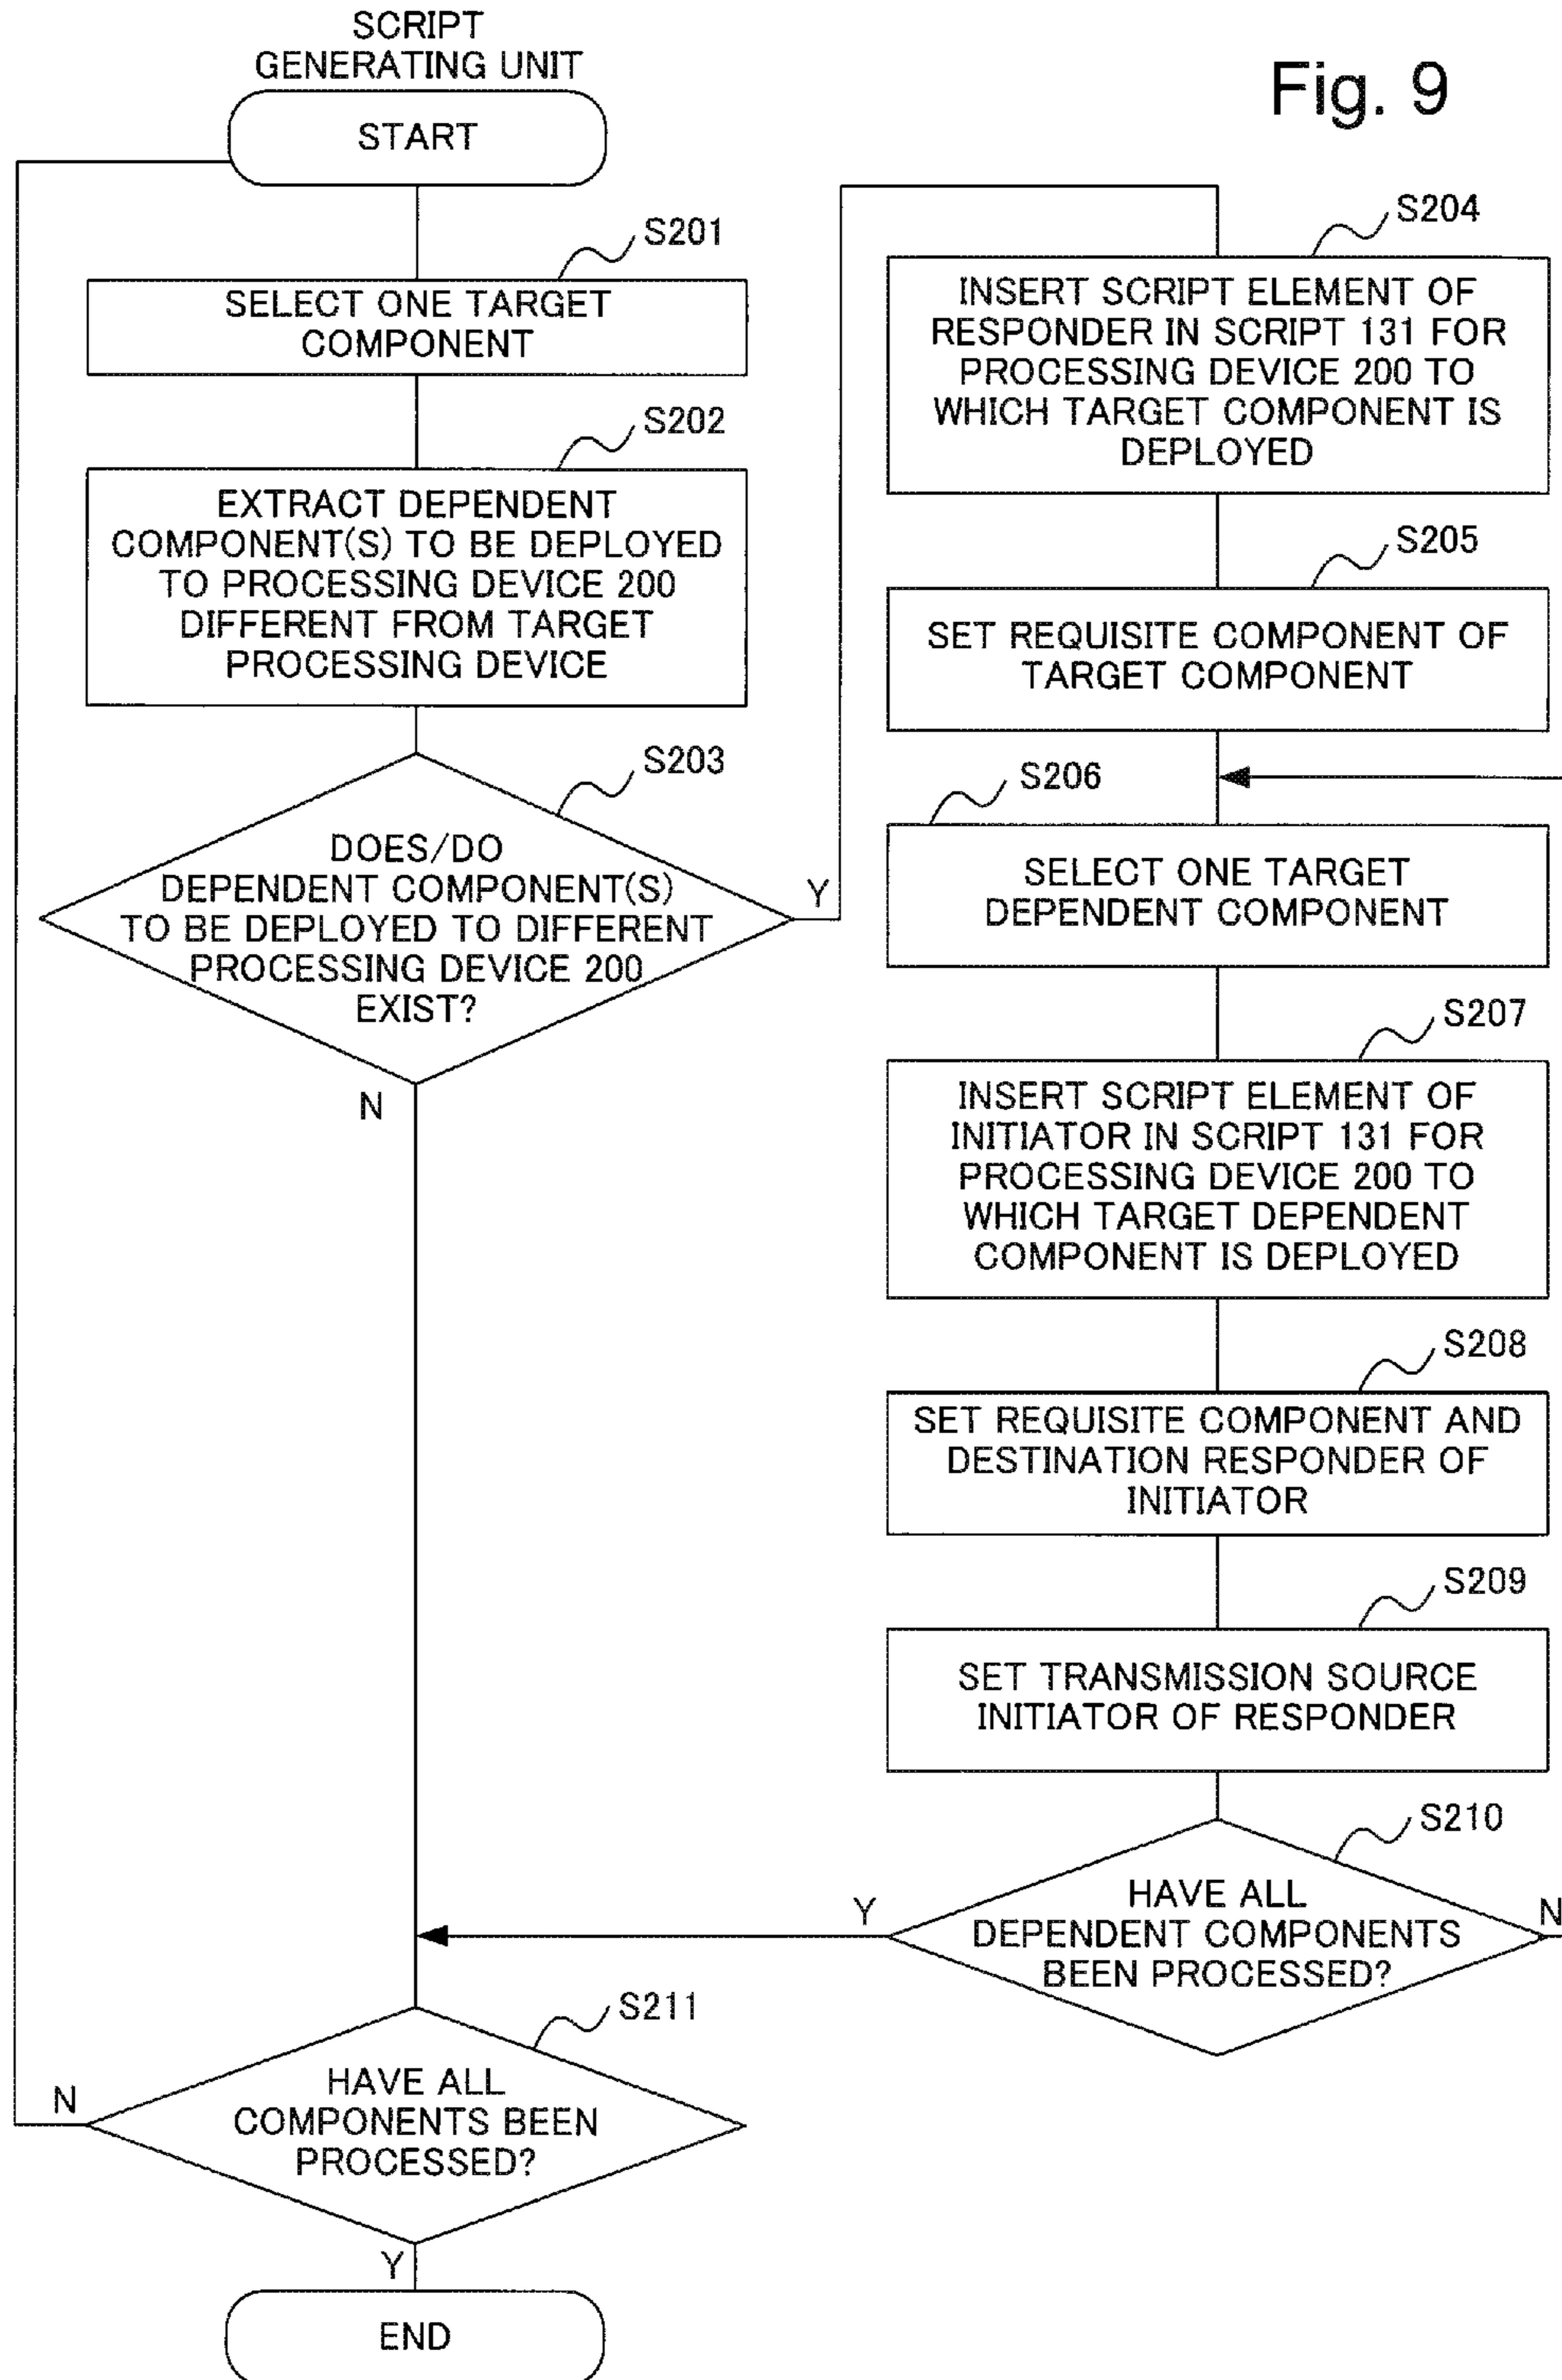 SCRIPT
GENERATING UNIT
Fig. 9
START
S201
SELECT ONE TARGET
COMPONENT
S202
EXTRACT DEPENDENT
COMPONENT(S) TO BE DEPLOYED
TO PROCESSING DEVICE 200
DIFFERENT FROM TARGET
PROCESSING DEVICE
S203
DOES/DO
DEPENDENT COMPONENT(S)
TO BE DEPLOYED TO DIFFERENT
PROCESSING DEVICE 200
EXIST?
Y
N
S204
INSERT SCRIPT ELEMENT OF
RESPONDER IN SCRIPT 131 FOR
PROCESSING DEVICE 200 TO
WHICH TARGET COMPONENT IS
DEPLOYED
S205
SET REQUISITE COMPONENT OF
TARGET COMPONENT
S206
SELECT ONE TARGET
DEPENDENT COMPONENT
S207
INSERT SCRIPT ELEMENT OF
INITIATOR IN SCRIPT 131 FOR
PROCESSING DEVICE 200 TO
WHICH TARGET DEPENDENT
COMPONENT IS DEPLOYED
S208
SET REQUISITE COMPONENT AND
DESTINATION RESPONDER OF
INITIATOR
S209
SET TRANSMISSION SOURCE
INITIATOR OF RESPONDER
S210
HAVE ALL
DEPENDENT COMPONENTS
BEEN PROCESSED?
Y
N
S211
HAVE ALL
COMPONENTS BEEN
PROCESSED?
N
Y
END